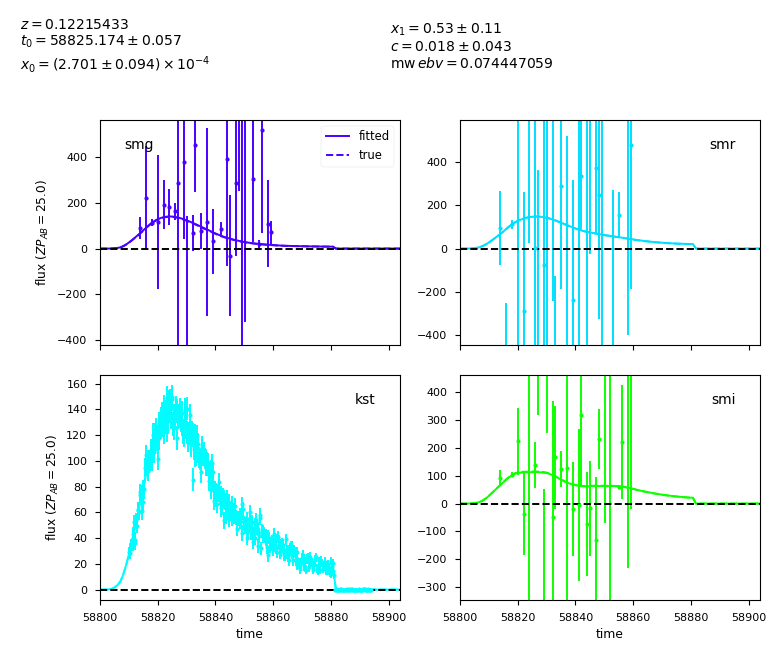 z = 0.12215433
t₀ = 58825.174 ± 0.057
x₀ = (2.701 ± 0.094) × 10⁻⁴
x₁ = 0.53 ± 0.11
c = 0.018 ± 0.043
mw ebv = 0.074447059
smg
fitted
true
flux (ZP_AB = 25.0)
400
200
0
−200
−400
smr
400
200
0
−200
−400
kst
flux (ZP_AB = 25.0)
160
140
120
100
80
60
40
20
0
58800 58820 58840 58860 58880 58900
time
smi
400
300
200
100
0
−100
−200
−300
58800 58820 58840 58860 58880 58900
time